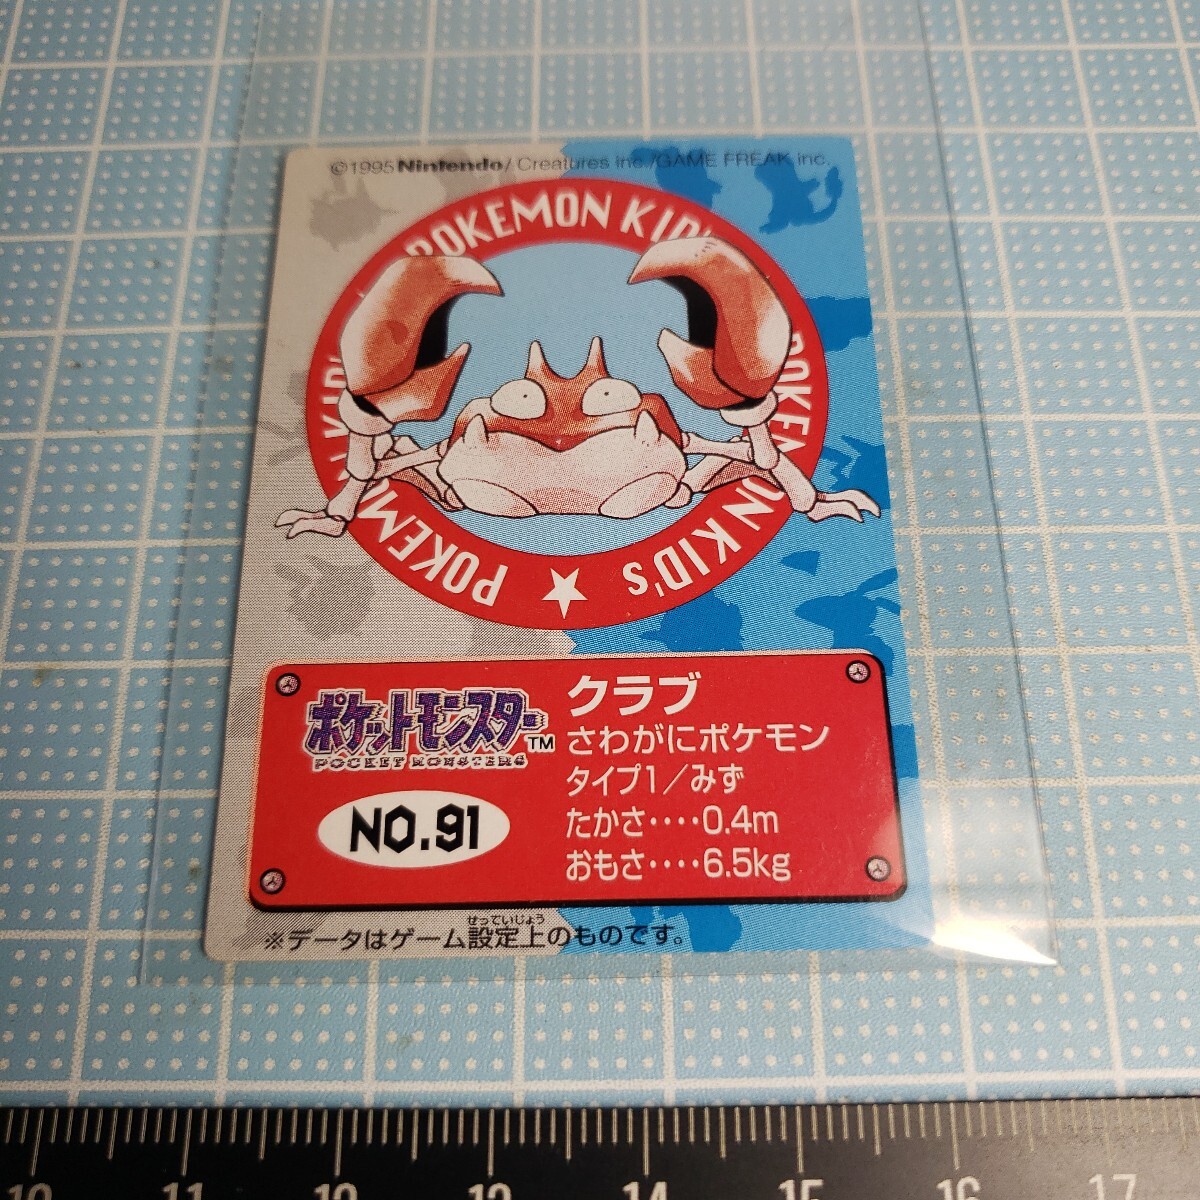 ©1995 Nintendo/Creatures inc./GAME FREAK inc.
POKEMON KID'S
POKEMON KID'S
POKEMON KID'S
★
ポケットモンスター TM
POCKET MONSTERS
NO.91
クラブ
さわがにポケモン
タイプ1／みず
たかさ‥‥0.4m
おもさ‥‥6.5kg
せっていじょう
※データはゲーム設定上のものです。
10 11 12 13 14 15 16 17